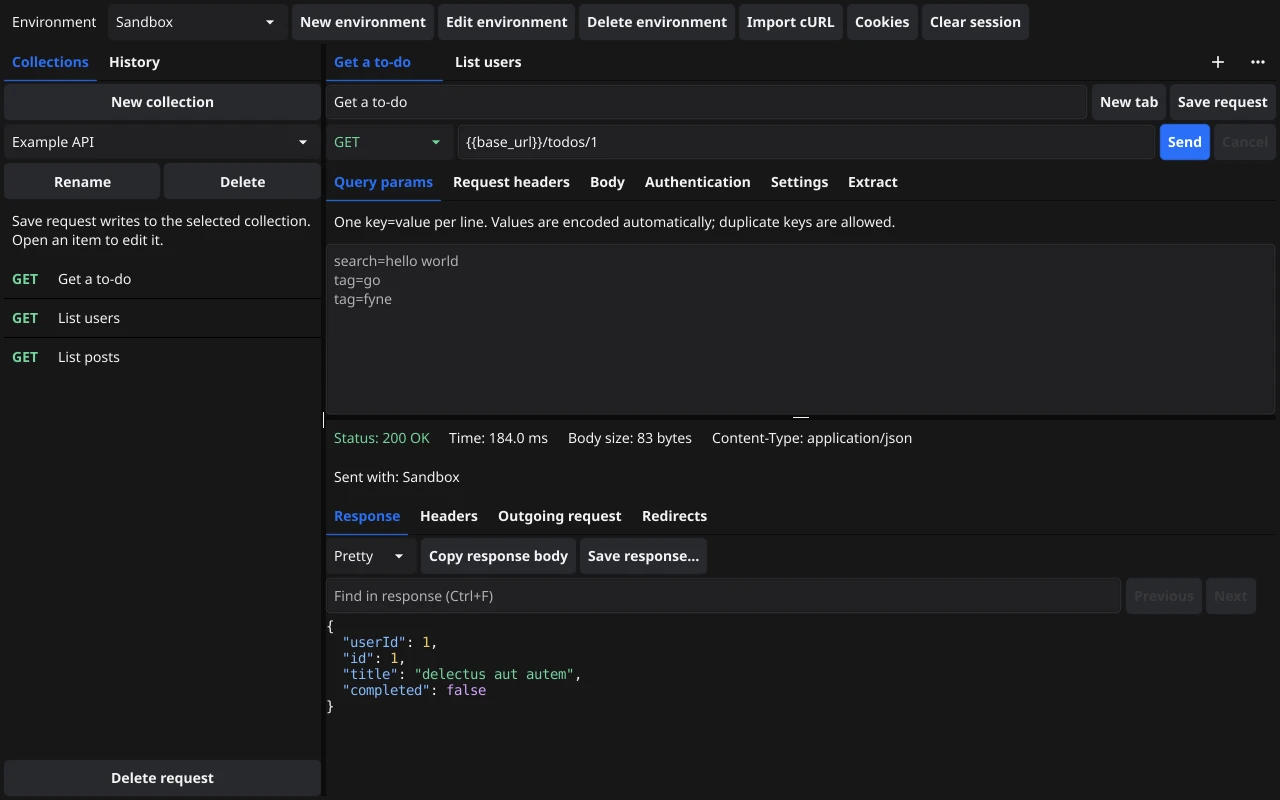 Environment Sandbox New environment Edit environment Delete environment Import cURL Cookies Clear session
Collections History
New collection
Example API
Rename Delete
Save request writes to the selected collection.
Open an item to edit it.
GET Get a to-do
GET List users
GET List posts
Delete request
Get a to-do List users
Get a to-do New tab Save request
GET {{base_url}}/todos/1 Send Cancel
Query params Request headers Body Authentication Settings Extract
One key=value per line. Values are encoded automatically; duplicate keys are allowed.
search=hello world
tag=go
tag=fyne
Status: 200 OK Time: 184.0 ms Body size: 83 bytes Content-Type: application/json
Sent with: Sandbox
Response Headers Outgoing request Redirects
Pretty Copy response body Save response...
Find in response (Ctrl+F) Previous Next
{
"userId": 1,
"id": 1,
"title": "delectus aut autem",
"completed": false
}